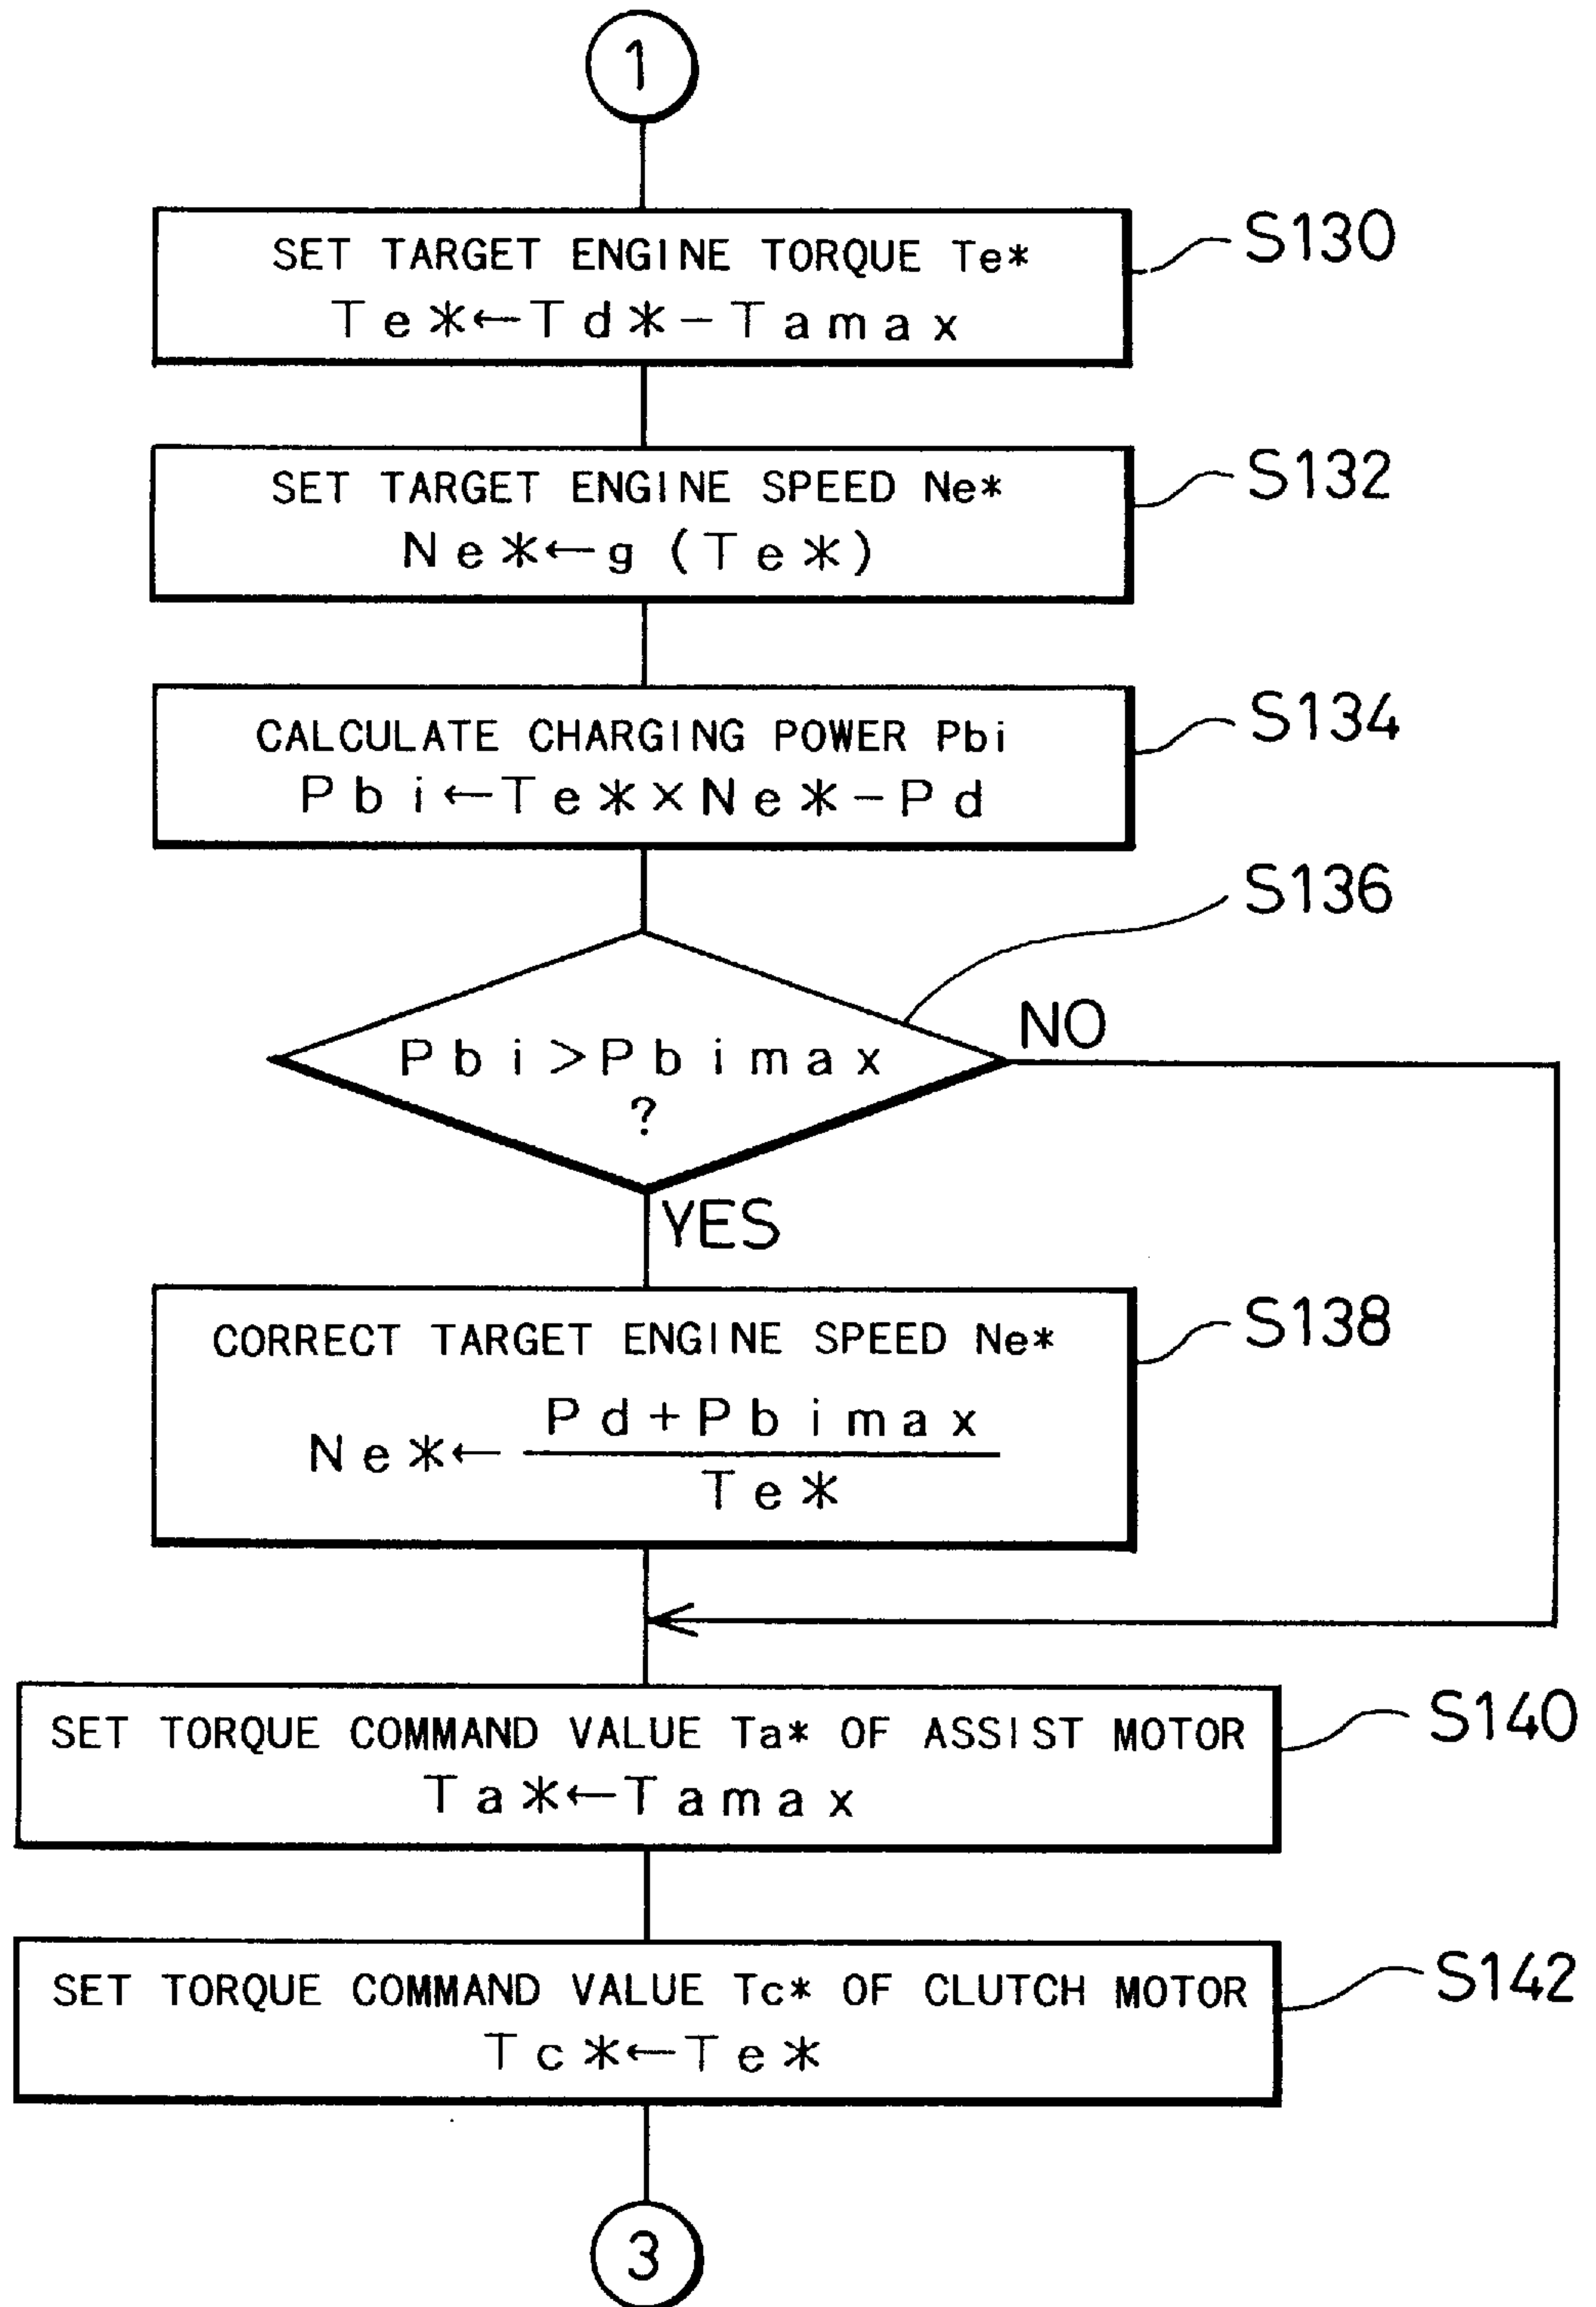 1
SET TARGET ENGINE TORQUE Te*
Te*←Td*-Tamax
S130
SET TARGET ENGINE SPEED Ne*
Ne*←g(Te*)
S132
CALCULATE CHARGING POWER Pbi
Pbi←Te*×Ne*-Pd
S134
S136
Pbi>Pbimax
?
NO
YES
CORRECT TARGET ENGINE SPEED Ne*
Pd+Pbimax
Ne*←
Te*
S138
SET TORQUE COMMAND VALUE Ta* OF ASSIST MOTOR
Ta*←Tamax
S140
SET TORQUE COMMAND VALUE Tc* OF CLUTCH MOTOR
Tc*←Te*
S142
3